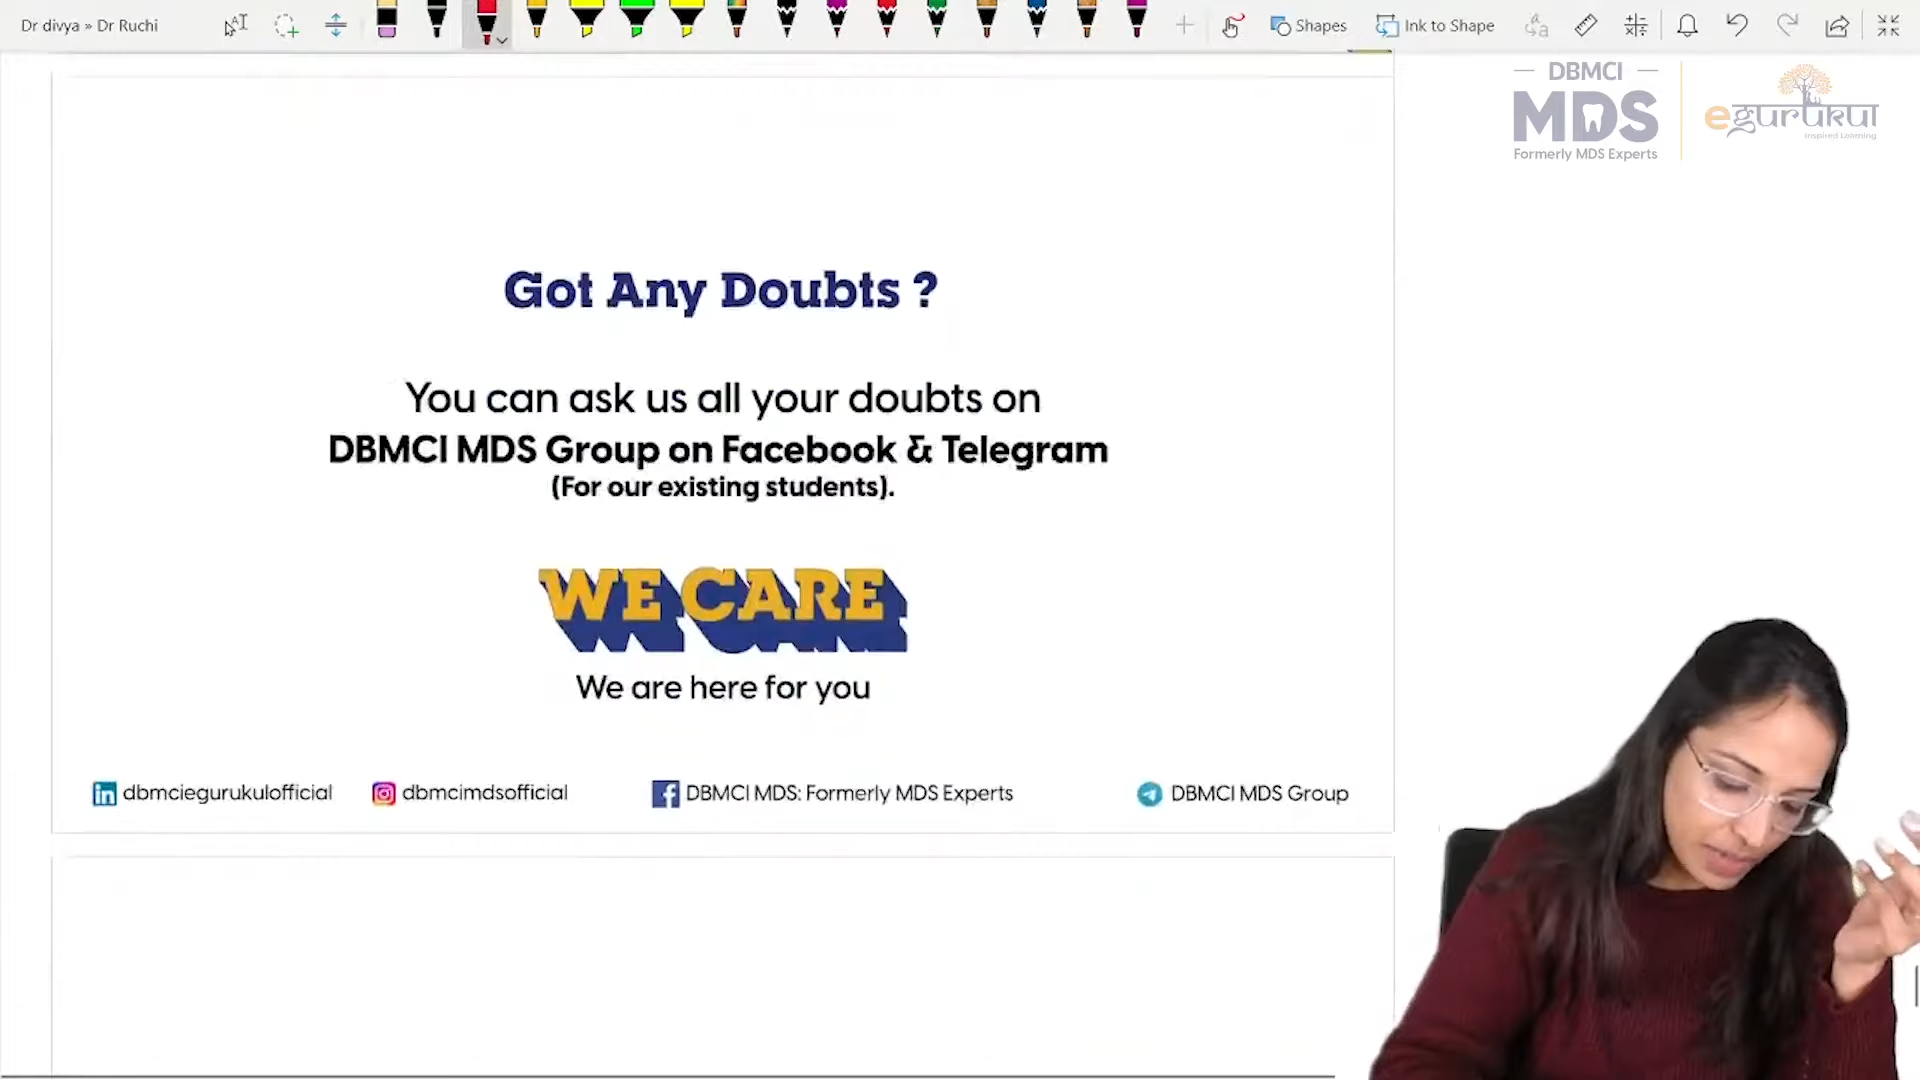 Dr divya » Dr Ruchi
Shapes
Ink to Shape
DBMCI
MDS
Formerly MDS Experts
egurukul
Inspired Learning
Got Any Doubts ?
You can ask us all your doubts on
DBMCI MDS Group on Facebook & Telegram
(For our existing students).
WE CARE
We are here for you
dbmciegurukulofficial
dbmcimdsofficial
DBMCI MDS: Formerly MDS Experts
DBMCI MDS Group